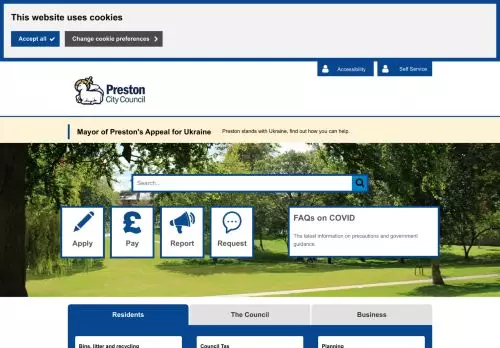 This website uses cookies
Accept all
Change cookie preferences
Accessibility
Self Service
Preston
City Council
Mayor of Preston's Appeal for Ukraine
Preston stands with Ukraine, find out how you can help.
Search...
Apply
Pay
Report
Request
FAQs on COVID
The latest information on precautions and government
guidance.
Residents
The Council
Business
Bins, litter and recycling
Council Tax
Planning